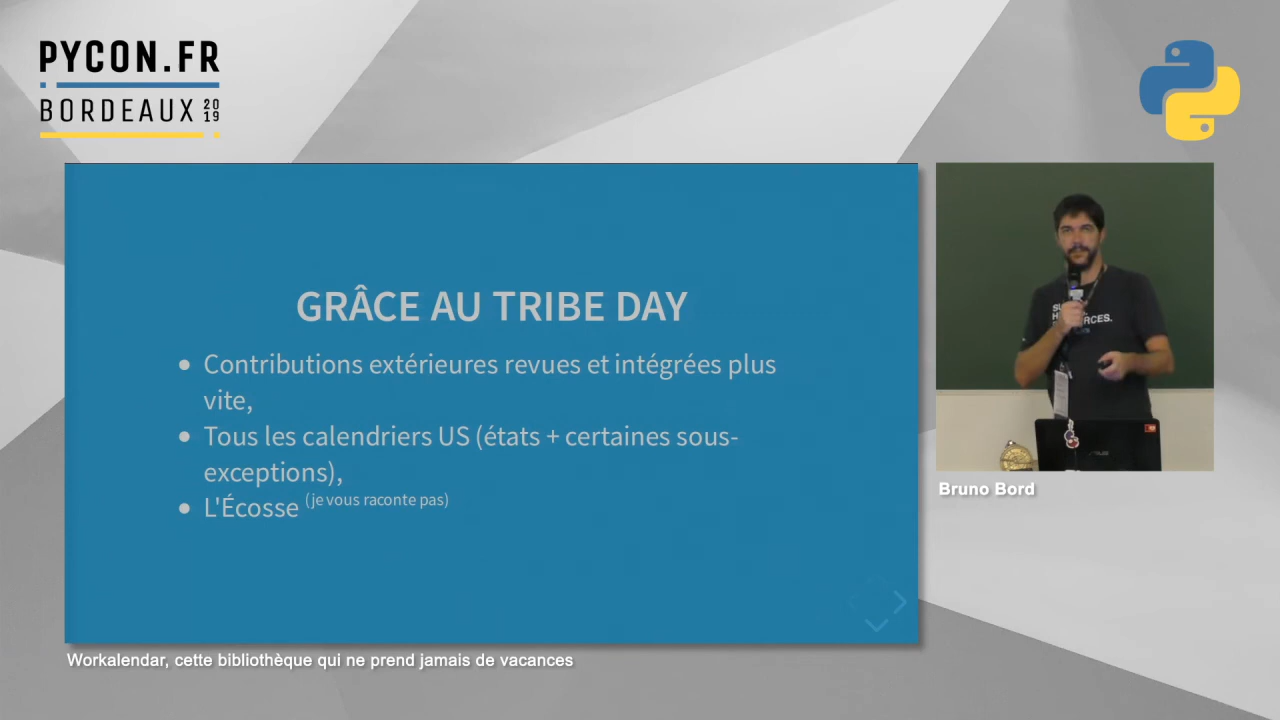 PYCON.FR
BORDEAUX 2019
GRÂCE AU TRIBE DAY
Contributions extérieures revues et intégrées plus
vite,
Tous les calendriers US (états + certaines sous-
exceptions),
L'Écosse (je vous raconte pas)
Bruno Bord
Workalendar, cette bibliothèque qui ne prend jamais de vacances